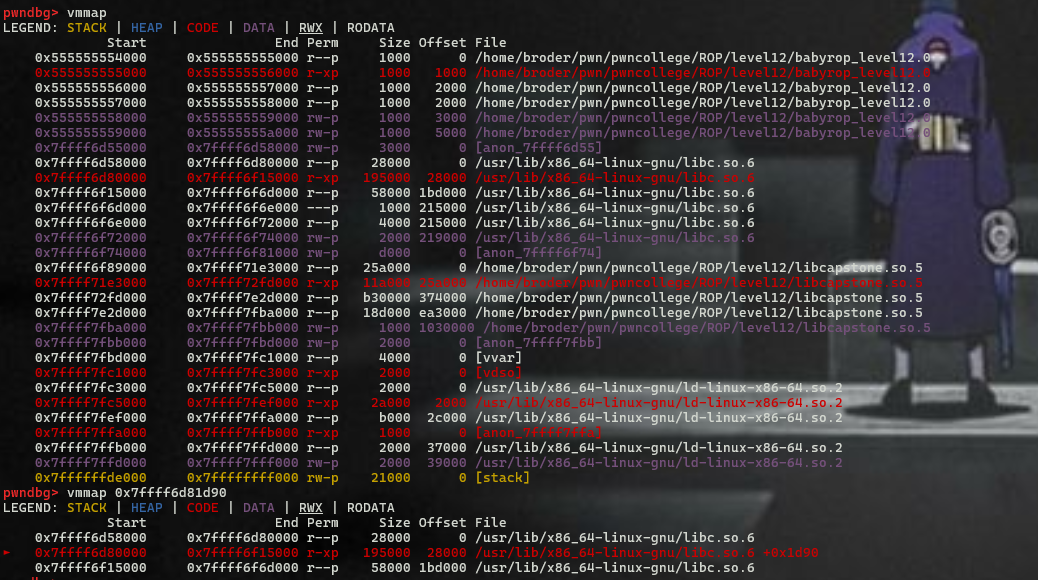 pwndbg> vmmap
LEGEND: STACK | HEAP | CODE | DATA | RWX | RODATA
Start End Perm Size Offset File
0x555555554000 0x555555555000 r--p 1000 0 /home/broder/pwn/pwncollege/ROP/level12/babyrop_level12.0
0x555555555000 0x555555556000 r-xp 1000 1000 /home/broder/pwn/pwncollege/ROP/level12/babyrop_level12.0
0x555555556000 0x555555557000 r--p 1000 2000 /home/broder/pwn/pwncollege/ROP/level12/babyrop_level12.0
0x555555557000 0x555555558000 r--p 1000 2000 /home/broder/pwn/pwncollege/ROP/level12/babyrop_level12.0
0x555555558000 0x555555559000 rw-p 1000 3000 /home/broder/pwn/pwncollege/ROP/level12/babyrop_level12.0
0x555555559000 0x55555555a000 rw-p 1000 5000 /home/broder/pwn/pwncollege/ROP/level12/babyrop_level12.0
0x7ffff6d55000 0x7ffff6d58000 rw-p 3000 0 [anon_7ffff6d55]
0x7ffff6d58000 0x7ffff6d80000 r--p 28000 0 /usr/lib/x86_64-linux-gnu/libc.so.6
0x7ffff6d80000 0x7ffff6f15000 r-xp 195000 28000 /usr/lib/x86_64-linux-gnu/libc.so.6
0x7ffff6f15000 0x7ffff6f6d000 r--p 58000 1bd000 /usr/lib/x86_64-linux-gnu/libc.so.6
0x7ffff6f6d000 0x7ffff6f6e000 ---p 1000 215000 /usr/lib/x86_64-linux-gnu/libc.so.6
0x7ffff6f6e000 0x7ffff6f72000 r--p 4000 215000 /usr/lib/x86_64-linux-gnu/libc.so.6
0x7ffff6f72000 0x7ffff6f74000 rw-p 2000 219000 /usr/lib/x86_64-linux-gnu/libc.so.6
0x7ffff6f74000 0x7ffff6f81000 rw-p d000 0 [anon_7ffff6f74]
0x7ffff6f89000 0x7ffff71e3000 r--p 25a000 0 /home/broder/pwn/pwncollege/ROP/level12/libcapstone.so.5
0x7ffff71e3000 0x7ffff72fd000 r-xp 11a000 25a000 /home/broder/pwn/pwncollege/ROP/level12/libcapstone.so.5
0x7ffff72fd000 0x7ffff7e2d000 r--p b30000 374000 /home/broder/pwn/pwncollege/ROP/level12/libcapstone.so.5
0x7ffff7e2d000 0x7ffff7fba000 r--p 18d000 ea3000 /home/broder/pwn/pwncollege/ROP/level12/libcapstone.so.5
0x7ffff7fba000 0x7ffff7fbb000 rw-p 1000 1030000 /home/broder/pwn/pwncollege/ROP/level12/libcapstone.so.5
0x7ffff7fbb000 0x7ffff7fbd000 rw-p 2000 0 [anon_7ffff7fbb]
0x7ffff7fbd000 0x7ffff7fc1000 r--p 4000 0 [vvar]
0x7ffff7fc1000 0x7ffff7fc3000 r-xp 2000 0 [vdso]
0x7ffff7fc3000 0x7ffff7fc5000 r--p 2000 0 /usr/lib/x86_64-linux-gnu/ld-linux-x86-64.so.2
0x7ffff7fc5000 0x7ffff7fef000 r-xp 2a000 2000 /usr/lib/x86_64-linux-gnu/ld-linux-x86-64.so.2
0x7ffff7fef000 0x7ffff7ffa000 r--p b000 2c000 /usr/lib/x86_64-linux-gnu/ld-linux-x86-64.so.2
0x7ffff7ffa000 0x7ffff7ffb000 r-xp 1000 0 [anon_7ffff7ffa]
0x7ffff7ffb000 0x7ffff7ffd000 r--p 2000 37000 /usr/lib/x86_64-linux-gnu/ld-linux-x86-64.so.2
0x7ffff7ffd000 0x7ffff7fff000 rw-p 2000 39000 /usr/lib/x86_64-linux-gnu/ld-linux-x86-64.so.2
0x7ffffffde000 0x7ffffffff000 rw-p 21000 0 [stack]
pwndbg> vmmap 0x7ffff6d81d90
LEGEND: STACK | HEAP | CODE | DATA | RWX | RODATA
Start End Perm Size Offset File
0x7ffff6d58000 0x7ffff6d80000 r--p 28000 0 /usr/lib/x86_64-linux-gnu/libc.so.6
► 0x7ffff6d80000 0x7ffff6f15000 r-xp 195000 28000 /usr/lib/x86_64-linux-gnu/libc.so.6 +0x1d90
0x7ffff6f15000 0x7ffff6f6d000 r--p 58000 1bd000 /usr/lib/x86_64-linux-gnu/libc.so.6